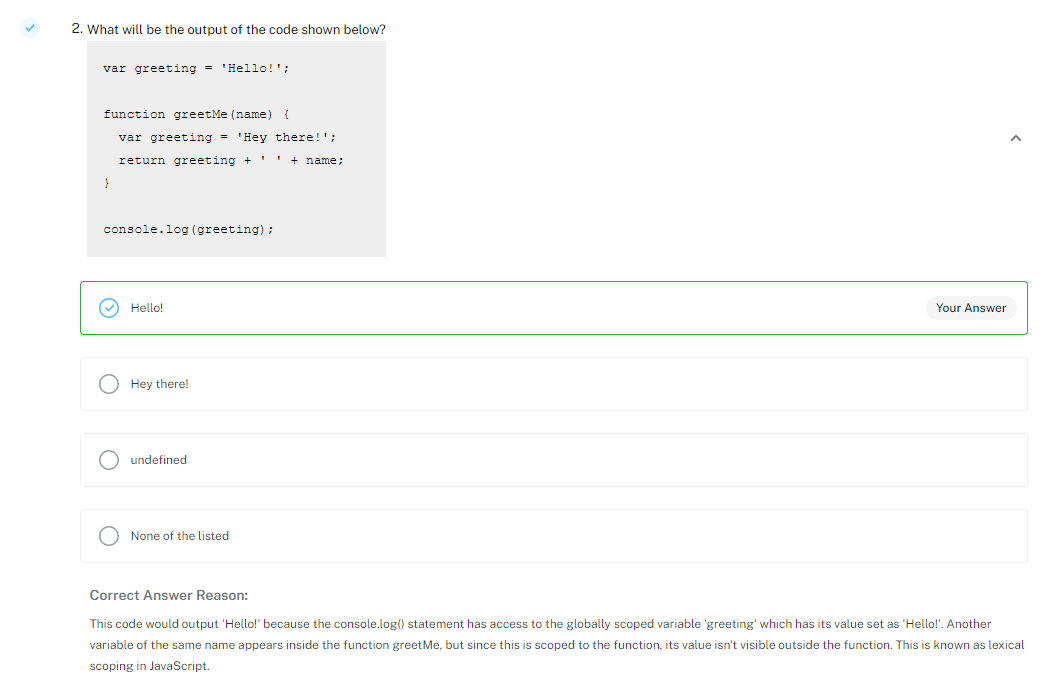 2. What will be the output of the code shown below?
var greeting = 'Hello!';
function greetMe(name) {
var greeting = 'Hey there!';
return greeting + ' ' + name;
}
console.log(greeting);
Hello!
Your Answer
Hey there!
undefined
None of the listed
Correct Answer Reason:
This code would output 'Hello!' because the console.log() statement has access to the globally scoped variable 'greeting' which has its value set as 'Hello!'. Another
variable of the same name appears inside the function greetMe, but since this is scoped to the function, its value isn't visible outside the function. This is known as lexical
scoping in JavaScript.